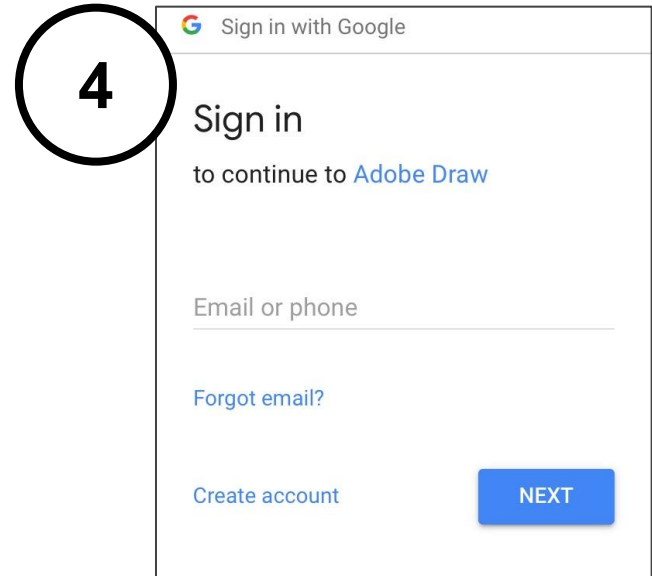 4
Sign in with Google
Sign in
to continue to Adobe Draw
Email or phone
Forgot email?
Create account
NEXT